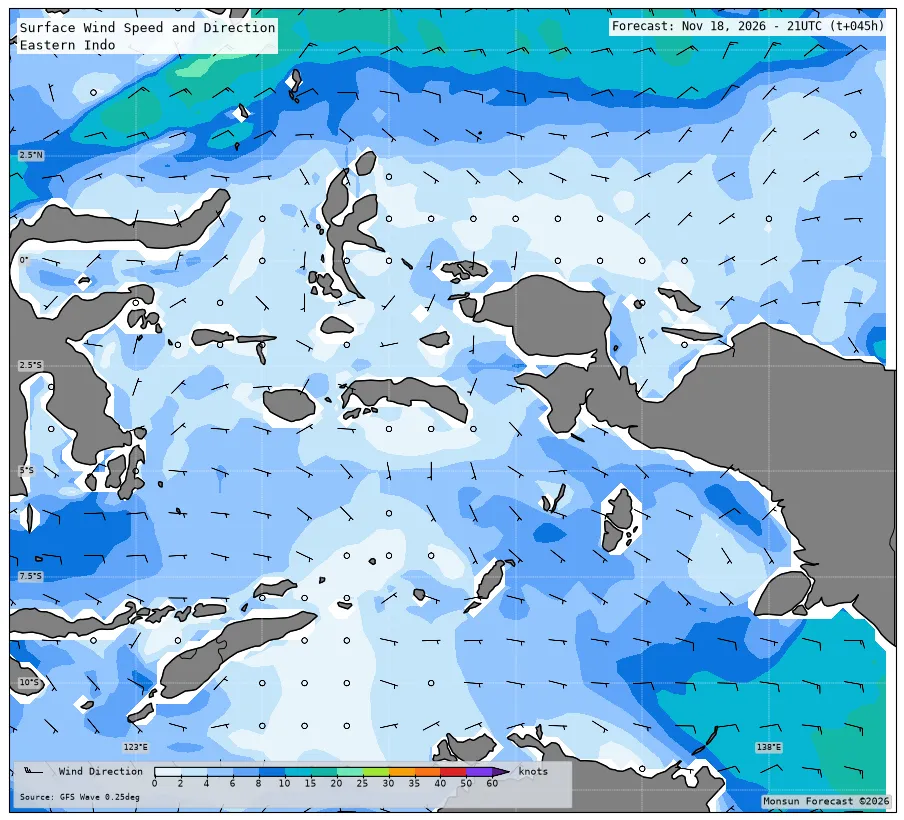 Surface Wind Speed and Direction
Eastern Indo
Forecast: Nov 18, 2026 - 21UTC (t+045h)
2.5°N
0°
2.5°S
5°S
7.5°S
10°S
123°E
138°E
Wind Direction
knots
0 2 4 6 8 10 15 20 25 30 35 40 50 60
Source: GFS Wave 0.25deg
Monsun Forecast ©2026